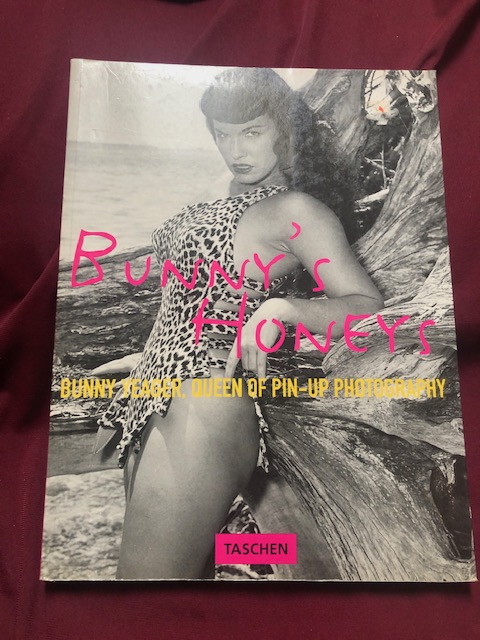 BUNNY'S
HONEYS
BUNNY YEAGER, QUEEN OF PIN-UP PHOTOGRAPHY
TASCHEN